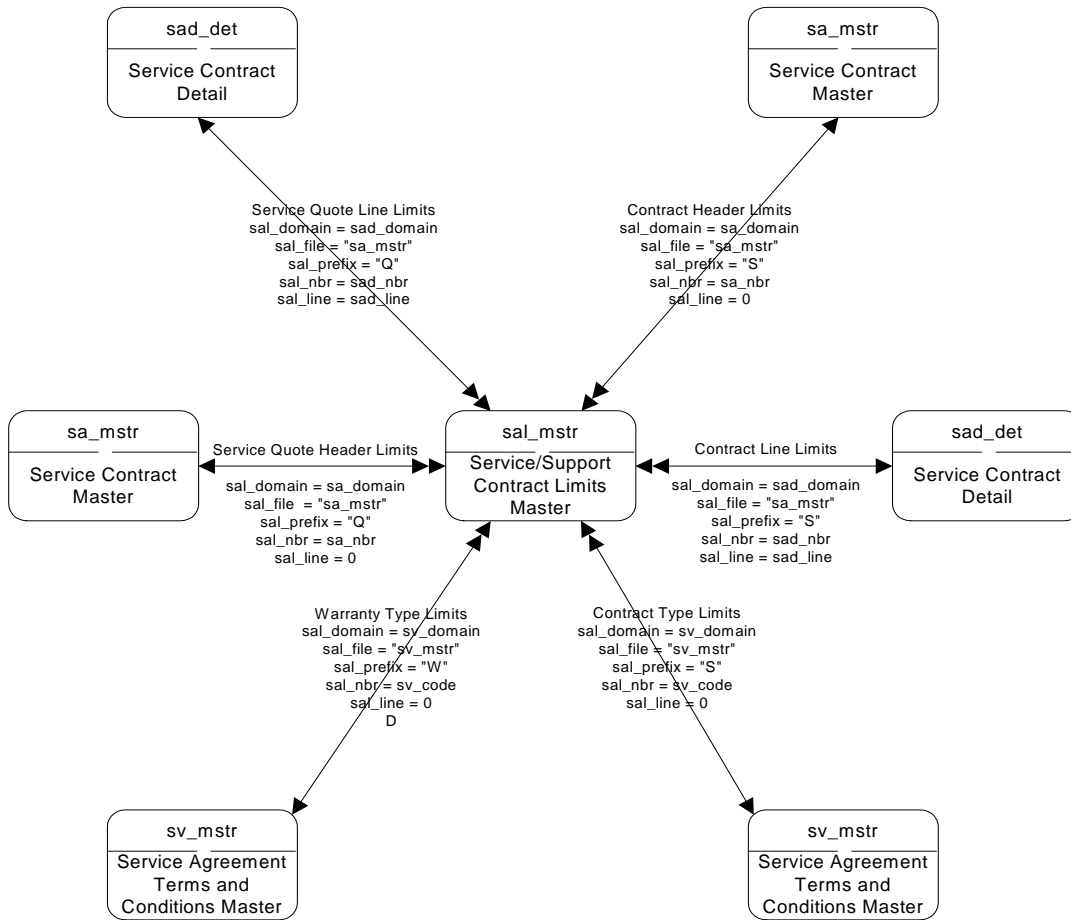 sad_det
Service Contract
Detail
sa_mstr
Service Contract
Master
Service Quote Line Limits
sal_domain = sad_domain
sal_file = "sa_mstr"
sal_prefix = "Q"
sal_nbr = sad_nbr
sal_line = sad_line
Contract Header Limits
sal_domain = sa_domain
sal_file = "sa_mstr"
sal_prefix = "S"
sal_nbr = sa_nbr
sal_line = 0
sa_mstr
Service Contract
Master
Service Quote Header Limits
sal_domain = sa_domain
sal_file = "sa_mstr"
sal_prefix = "Q"
sal_nbr = sa_nbr
sal_line = 0
sal_mstr
Service/Support
Contract Limits
Master
Contract Line Limits
sal_domain = sad_domain
sal_file = "sa_mstr"
sal_prefix = "S"
sal_nbr = sad_nbr
sal_line = sad_line
sad_det
Service Contract
Detail
Warranty Type Limits
sal_domain = sv_domain
sal_file = "sv_mstr"
sal_prefix = "W"
sal_nbr = sv_code
sal_line = 0
D
Contract Type Limits
sal_domain = sv_domain
sal_file = "sv_mstr"
sal_prefix = "S"
sal_nbr = sv_code
sal_line = 0
sv_mstr
Service Agreement
Terms and
Conditions Master
sv_mstr
Service Agreement
Terms and
Conditions Master